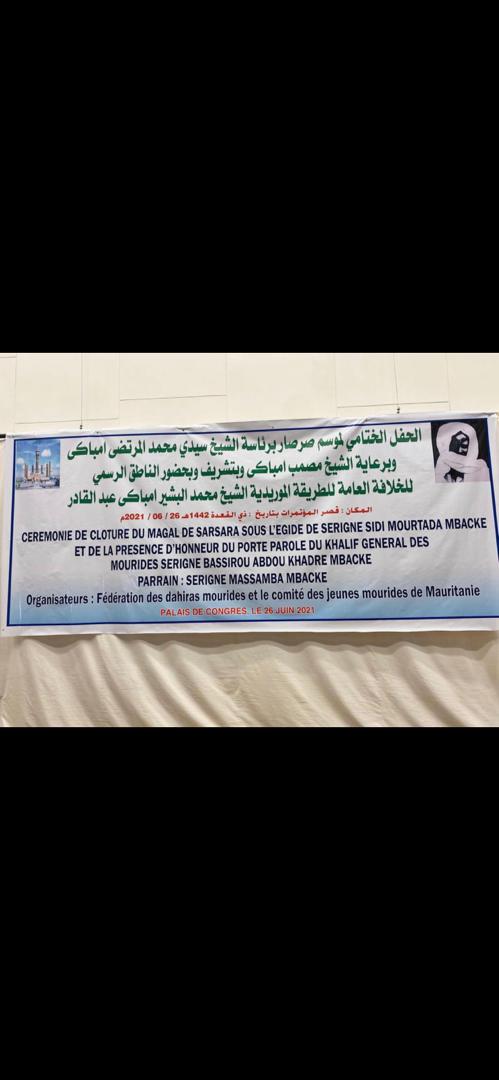 الحفل الختامي لموسم صرصار برئاسة الشيخ سيدي محمد المرتضى امباكى
وبرعاية الشيخ مصمب امباكى وبتشريف وبحضور الناطق الرسمي
للخلافة العامة للطريقة الموريدية الشيخ محمد البشير امباكى عبد القادر
المكان : قصر المؤتمرات بتاريخ : ذي القعدة 1442هـ 26 / 06 / 2021م
CEREMONIE DE CLOTURE DU MAGAL DE SARSARA SOUS L'EGIDE DE SERIGNE SIDI MOURTADA MBACKE
ET DE LA PRESENCE D'HONNEUR DU PORTE PAROLE DU KHALIF GENERAL DES
MOURIDES SERIGNE BASSIROU ABDOU KHADRE MBACKE
PARRAIN : SERIGNE MASSAMBA MBACKE
Organisateurs : Fédération des dahiras mourides et le comité des jeunes mourides de Mauritanie
PALAIS DE CONGRES, LE 26 JUIN 2021